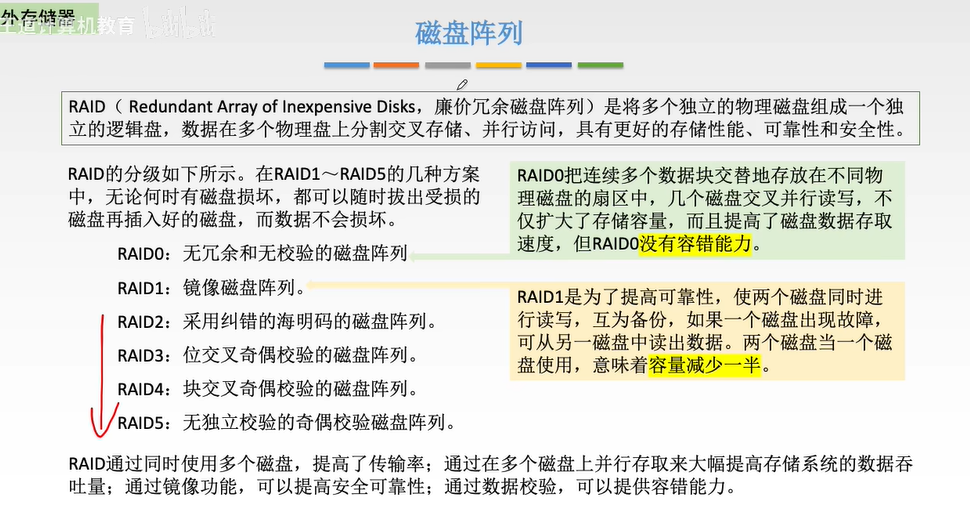 外存储器
王道计算机教育
bilibili
磁盘阵列
RAID（ Redundant Array of Inexpensive Disks，廉价冗余磁盘阵列）是将多个独立的物理磁盘组成一个独
立的逻辑盘，数据在多个物理盘上分割交叉存储、并行访问，具有更好的存储性能、可靠性和安全性。
RAID的分级如下所示。在RAID1～RAID5的几种方案
中，无论何时有磁盘损坏，都可以随时拔出受损的
磁盘再插入好的磁盘，而数据不会损坏。
RAID0：无冗余和无校验的磁盘阵列
RAID1：镜像磁盘阵列。
RAID2：采用纠错的海明码的磁盘阵列。
RAID3：位交叉奇偶校验的磁盘阵列。
RAID4：块交叉奇偶校验的磁盘阵列。
RAID5：无独立校验的奇偶校验磁盘阵列。
RAID0把连续多个数据块交替地存放在不同物
理磁盘的扇区中，几个磁盘交叉并行读写，不
仅扩大了存储容量，而且提高了磁盘数据存取
速度，但RAID0没有容错能力。
RAID1是为了提高可靠性，使两个磁盘同时进
行读写，互为备份，如果一个磁盘出现故障，
可从另一磁盘中读出数据。两个磁盘当一个磁
盘使用，意味着容量减少一半。
RAID通过同时使用多个磁盘，提高了传输率；通过在多个磁盘上并行存取来大幅提高存储系统的数据吞
吐量；通过镜像功能，可以提高安全可靠性；通过数据校验，可以提供容错能力。